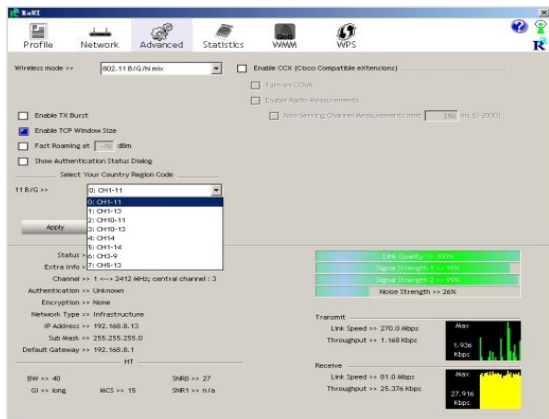 RaUI
Profile Network Advanced Statistics WMM WPS
Wireless mode >> 802.11 B/G/N mix
Enable CCX (Cisco Compatible eXtensions)
Turn on CCKM
Enable Radio Measurements
Non-Serving Channel Measurements limit 250 ms (0-2000)
Enable TX Burst
Enable TCP Window Size
Fast Roaming at -70 dBm
Show Authentication Status Dialog
Select Your Country Region Code
11 B/G >> 0: CH1-11
0: CH1-11
1: CH1-13
2: CH10-11
3: CH10-13
4: CH14
5: CH1-14
6: CH3-9
7: CH5-13
Apply
Status >
Extra Info >
Channel >> 1 <--> 2412 MHz; central channel : 3
Authentication >> Unknown
Encryption >> None
Network Type >> Infrastructure
IP Address >> 192.168.8.13
Sub Mask >> 255.255.255.0
Default Gateway >> 192.168.8.1
HT
BW >> 40
SNR0 >> 27
GI >> long
MCS >> 15
SNR1 >> n/a
Link Quality >> 100%
Signal Strength 1 >>
Signal Strength 2 >> 99%
Noise Strength >> 26%
Transmit
Link Speed >> 270.0 Mbps
Throughput >> 1.168 Kbps
Max
1.936
Kbps
Receive
Link Speed >> 81.0 Mbps
Throughput >> 25.376 Kbps
Max
27.916
Kbps